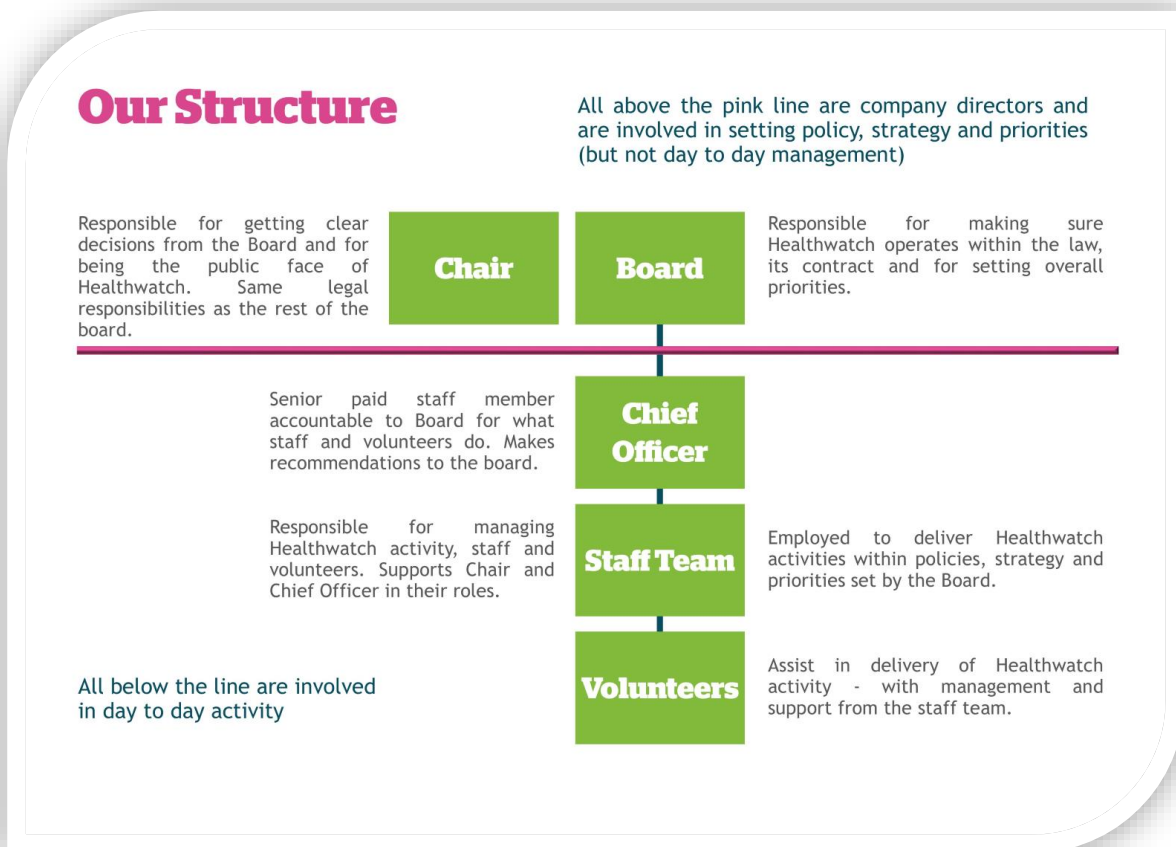 Our Structure
All above the pink line are company directors and
are involved in setting policy, strategy and priorities
(but not day to day management)
Responsible for getting clear
decisions from the Board and for
being the public face of
Healthwatch. Same legal
responsibilities as the rest of the
board.
Chair
Board
Responsible for making sure
Healthwatch operates within the law,
its contract and for setting overall
priorities.
Senior paid staff member
accountable to Board for what
staff and volunteers do. Makes
recommendations to the board.
Chief
Officer
Responsible for managing
Healthwatch activity, staff and
volunteers. Supports Chair and
Chief Officer in their roles.
Staff Team
Employed to deliver Healthwatch
activities within policies, strategy and
priorities set by the Board.
All below the line are involved
in day to day activity
Volunteers
Assist in delivery of Healthwatch
activity - with management and
support from the staff team.